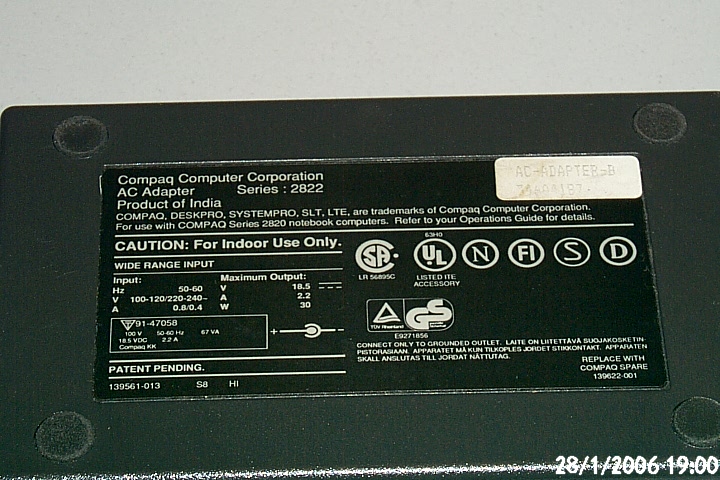 Compaq Computer Corporation
AC Adapter Series : 2822
Product of India
COMPAQ, DESKPRO, SYSTEMPRO, SLT, LTE, are trademarks of Compaq Computer Corporation.
For use with COMPAQ Series 2820 notebook computers. Refer to your Operations Guide for details.
AC-ADAPTER-B
CAUTION: For Indoor Use Only.
WIDE RANGE INPUT
Input: Maximum Output:
Hz 50-60 V 18.5
V 100-120/220-240~ A 2.2
A 0.8/0.4 W 30
91-47058
100 V 50-60 Hz 67 VA
18.5 VDC 2.2 A
Compaq KK
PATENT PENDING.
139561-013 S8 HI
SA
LR 56895C
63H0
UL
LISTED ITE
ACCESSORY
N
FI
S
D
TÜV Rheinland
GS
E9271856
CONNECT ONLY TO GROUNDED OUTLET. LAITE ON LIITETTÄVÄ SUOJAKOSKETIN-
PISTORASIAAN. APPARATET MÅ KUN TILKOPLES JORDET STIKKONTAKT. APPARATEN
SKALL ANSLUTAS TILL JORDAT NÄTTUTAG.
REPLACE WITH
COMPAQ SPARE
139622-001
28/1/2006 19:00